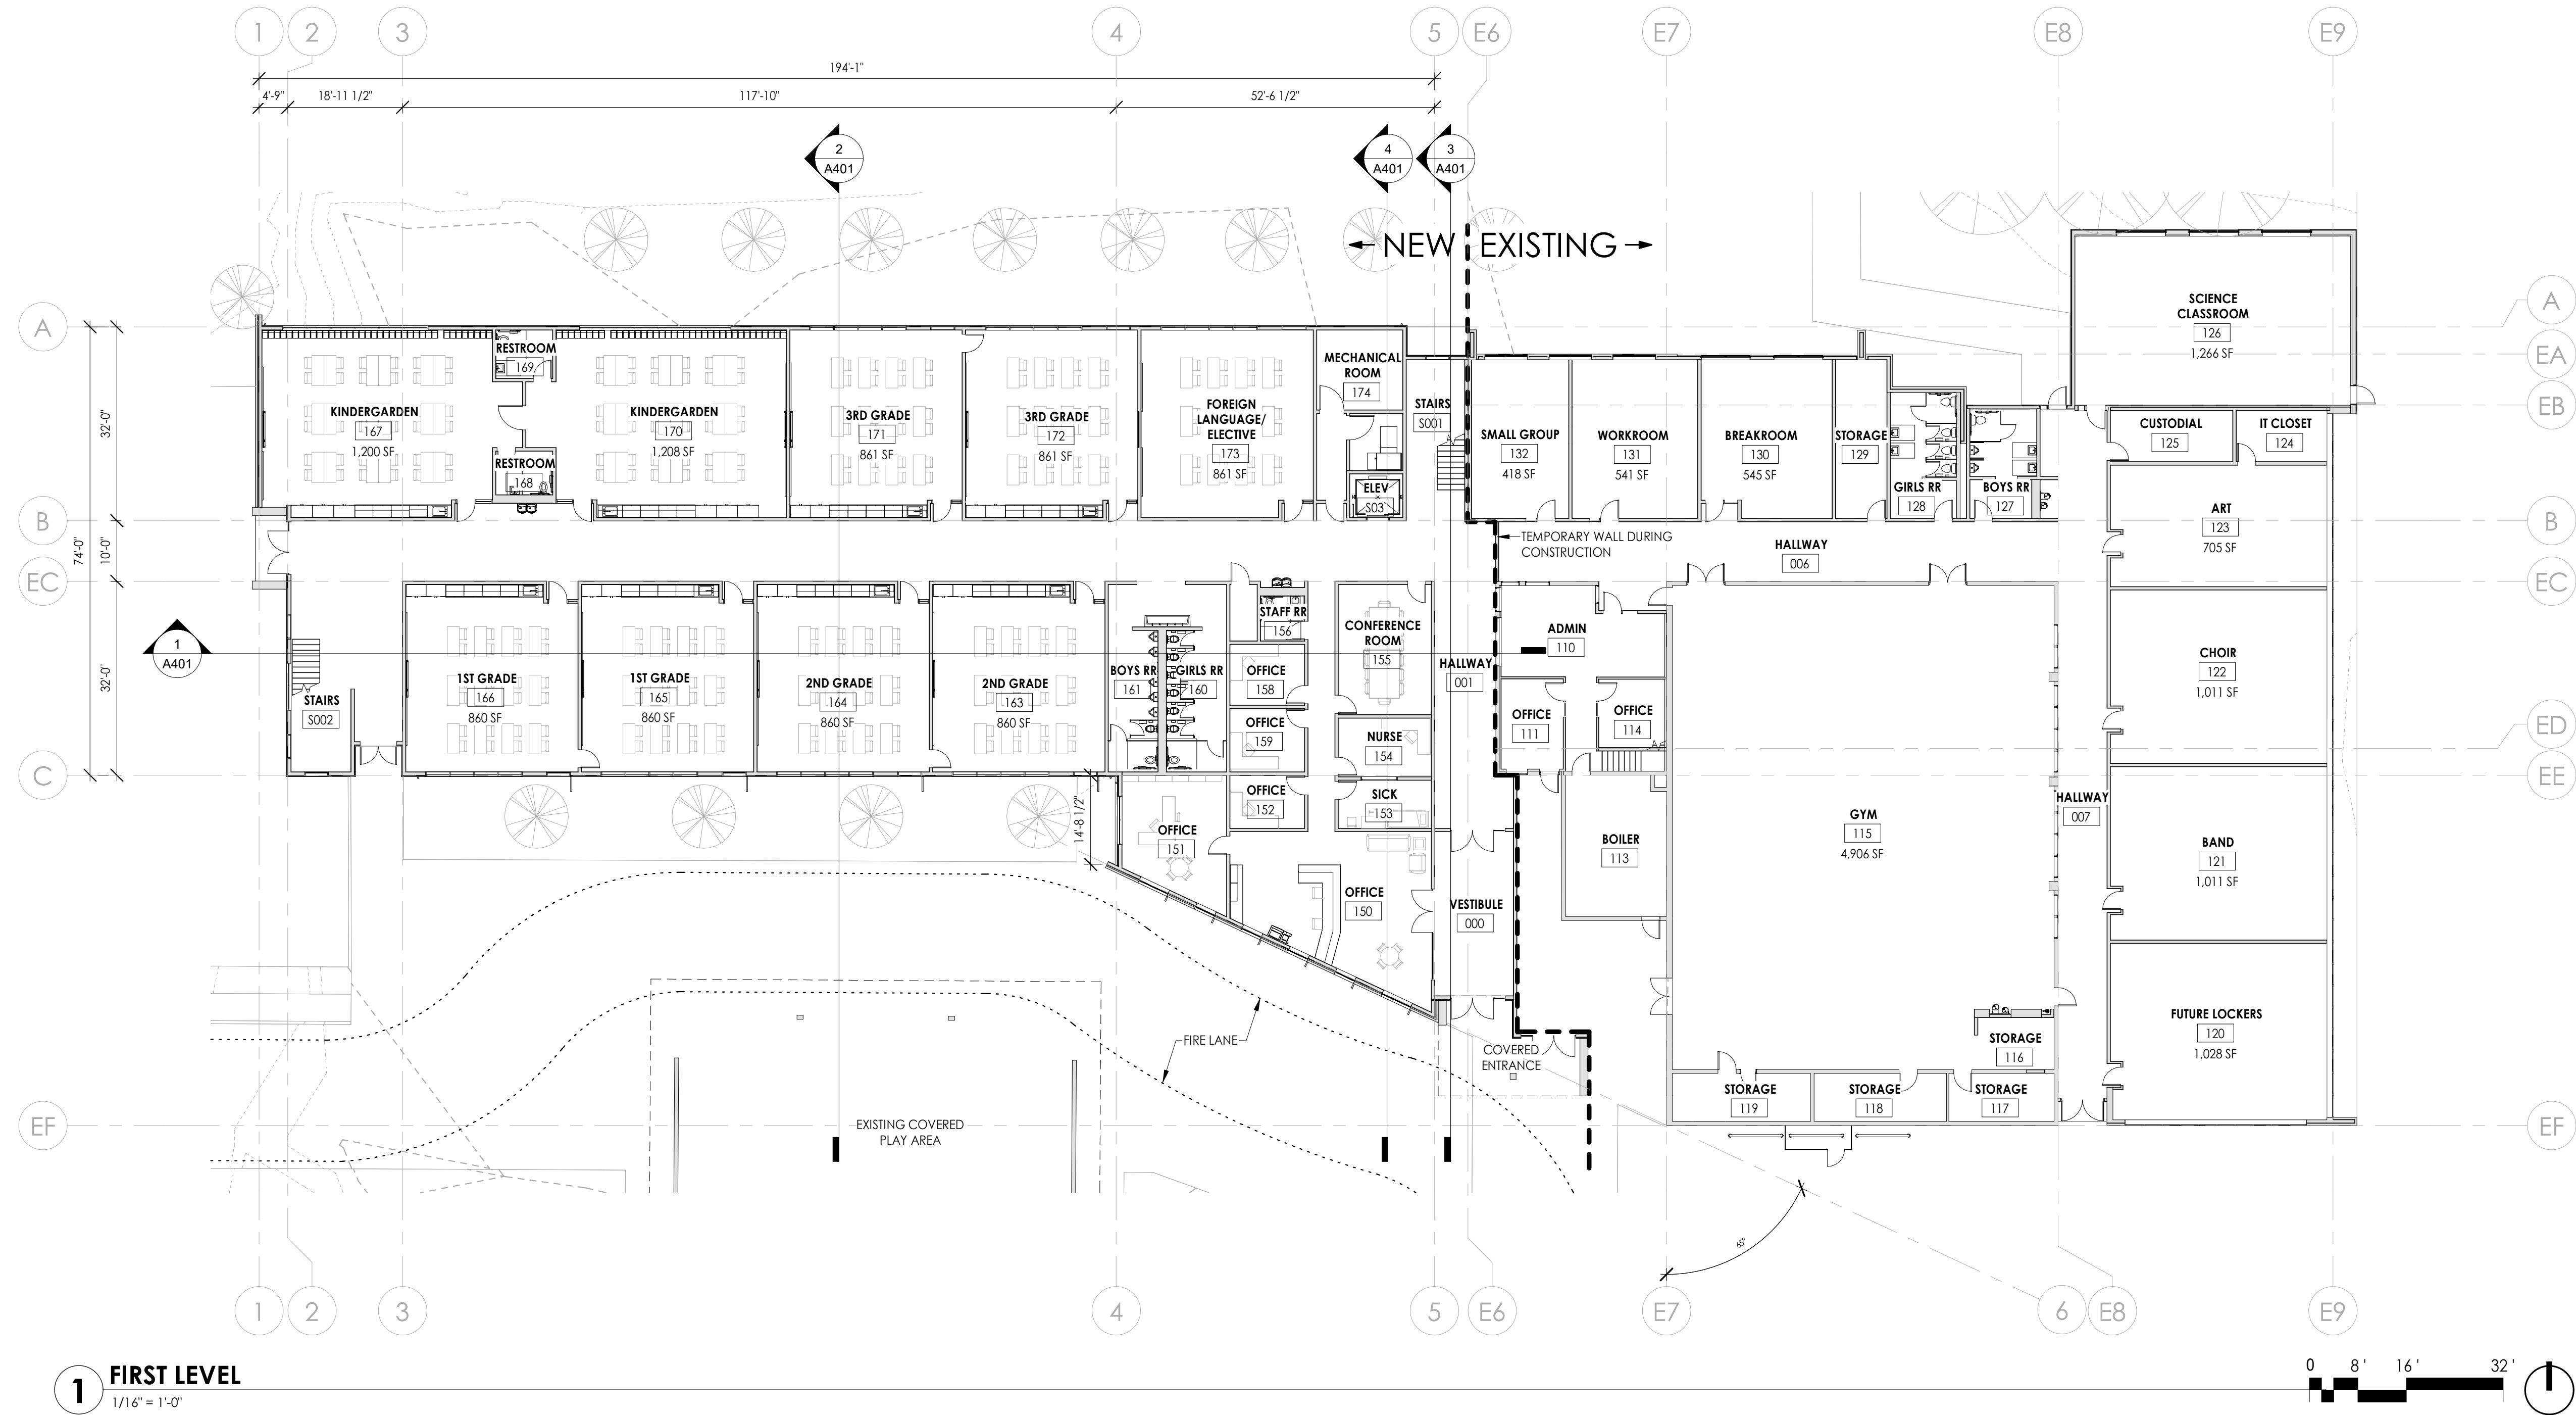 1
2
3
4
5
E6
E7
E8
E9
194'-1"
4'-9"
18'-11 1/2"
117'-10"
52'-6 1/2"
2
A401
4
A401
3
A401
NEW
EXISTING
A
A
EA
EB
B
B
EC
EC
ED
C
EE
EF
EF
32'-0"
10'-0"
32'-0"
74'-0"
14'-8 1/2"
1
A401
SCIENCE
CLASSROOM
126
1,266 SF
RESTROOM
169
KINDERGARDEN
167
1,200 SF
RESTROOM
168
KINDERGARDEN
170
1,208 SF
3RD GRADE
171
861 SF
3RD GRADE
172
861 SF
FOREIGN
LANGUAGE/
ELECTIVE
173
861 SF
MECHANICAL
ROOM
174
ELEV
S03
STAIRS
S001
SMALL GROUP
132
418 SF
WORKROOM
131
541 SF
BREAKROOM
130
545 SF
STORAGE
129
GIRLS RR
128
BOYS RR
127
CUSTODIAL
125
IT CLOSET
124
ART
123
705 SF
TEMPORARY WALL DURING
CONSTRUCTION
HALLWAY
006
STAIRS
S002
1ST GRADE
166
860 SF
1ST GRADE
165
860 SF
2ND GRADE
164
860 SF
2ND GRADE
163
860 SF
BOYS RR
161
GIRLS RR
160
STAFF RR
156
OFFICE
158
OFFICE
159
OFFICE
152
OFFICE
151
CONFERENCE
ROOM
155
NURSE
154
SICK
153
OFFICE
150
HALLWAY
001
VESTIBULE
000
ADMIN
110
OFFICE
111
OFFICE
114
BOILER
113
GYM
115
4,906 SF
HALLWAY
007
CHOIR
122
1,011 SF
BAND
121
1,011 SF
FUTURE LOCKERS
120
1,028 SF
STORAGE
116
STORAGE
119
STORAGE
118
STORAGE
117
FIRE LANE
COVERED
ENTRANCE
EXISTING COVERED
PLAY AREA
65°
1
2
3
4
5
E6
E7
6
E8
E9
1
FIRST LEVEL
1/16" = 1'-0"
0
8 '
16 '
32 '